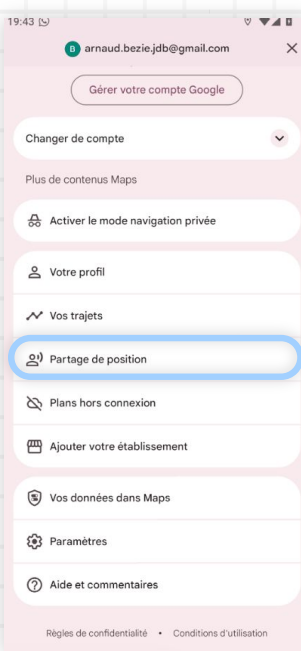 19:43
B arnaud.bezie.jdb@gmail.com
Gérer votre compte Google
Changer de compte
Plus de contenus Maps
Activer le mode navigation privée
Votre profil
Vos trajets
Partage de position
Plans hors connexion
Ajouter votre établissement
Vos données dans Maps
Paramètres
Aide et commentaires
Règles de confidentialité • Conditions d'utilisation